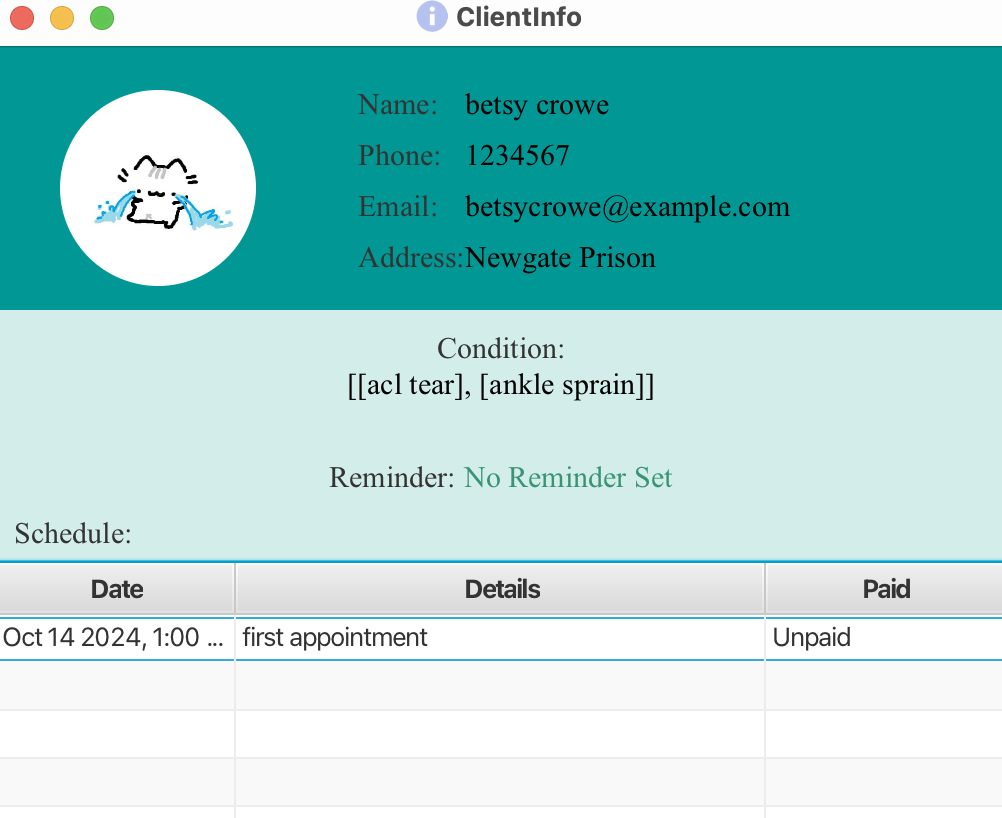 ClientInfo
Name: betsy crowe
Phone: 1234567
Email: betsycrowe@example.com
Address:Newgate Prison
Condition:
[[acl tear], [ankle sprain]]
Reminder: No Reminder Set
Schedule:
Date Details Paid
Oct 14 2024, 1:00 ... first appointment Unpaid